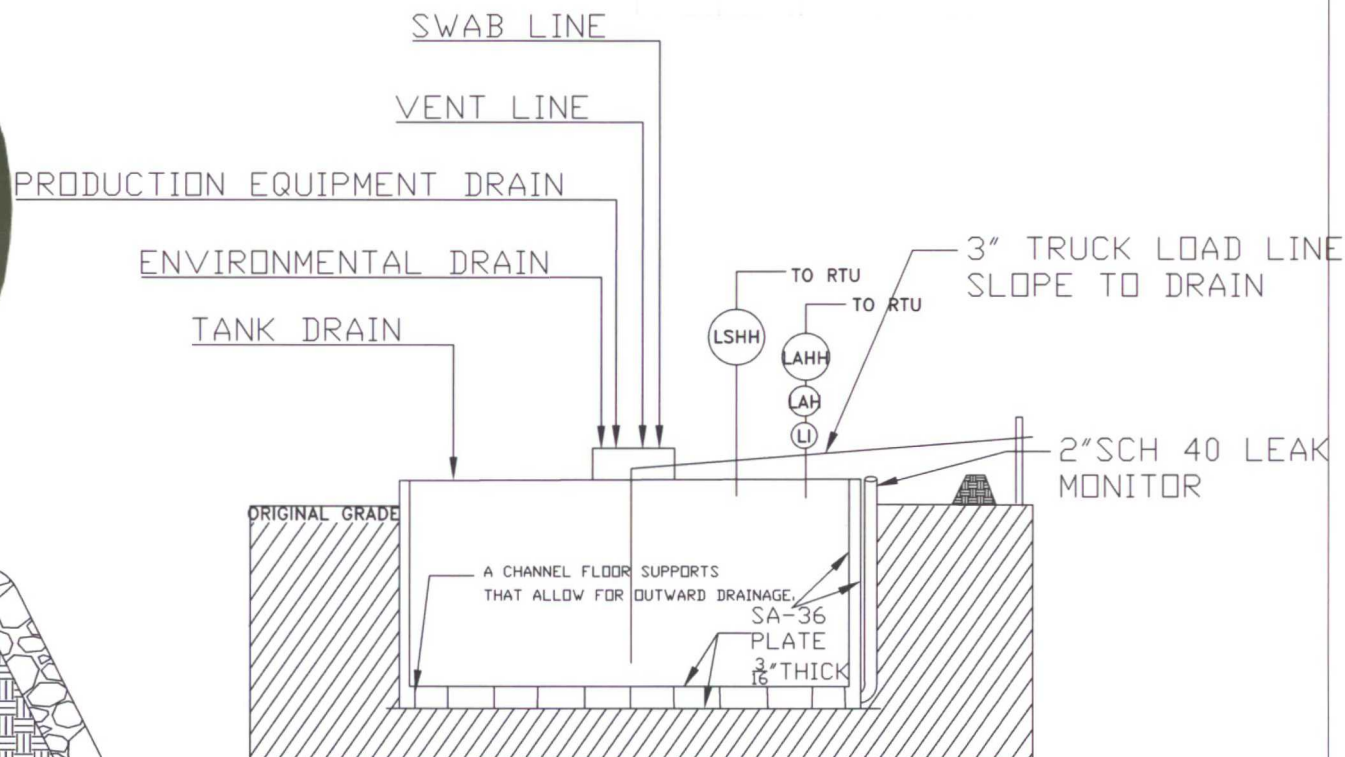 SWAB LINE
VENT LINE
PRODUCTION EQUIPMENT DRAIN
ENVIRONMENTAL DRAIN
TANK DRAIN
3" TRUCK LOAD LINE
SLOPE TO DRAIN
TO RTU
TO RTU
LSHH
LAHH
LAH
LI
2"SCH 40 LEAK
MONITOR
ORIGINAL GRADE
A CHANNEL FLOOR SUPPORTS
THAT ALLOW FOR OUTWARD DRAINAGE.
SA-36
PLATE
3/16"THICK